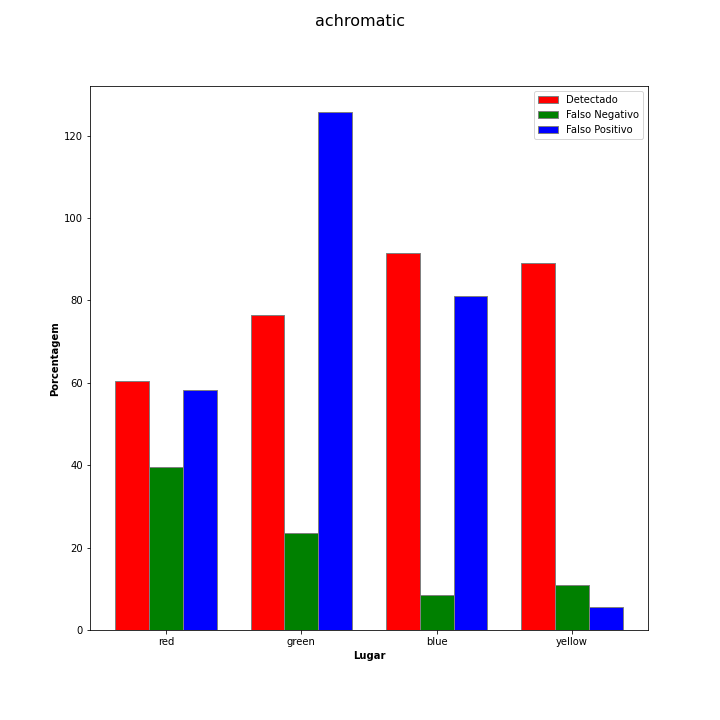 achromatic
Detectado
Falso Negativo
Falso Positivo
Porcentagem
120
100
80
60
40
20
0
red green blue yellow
Lugar